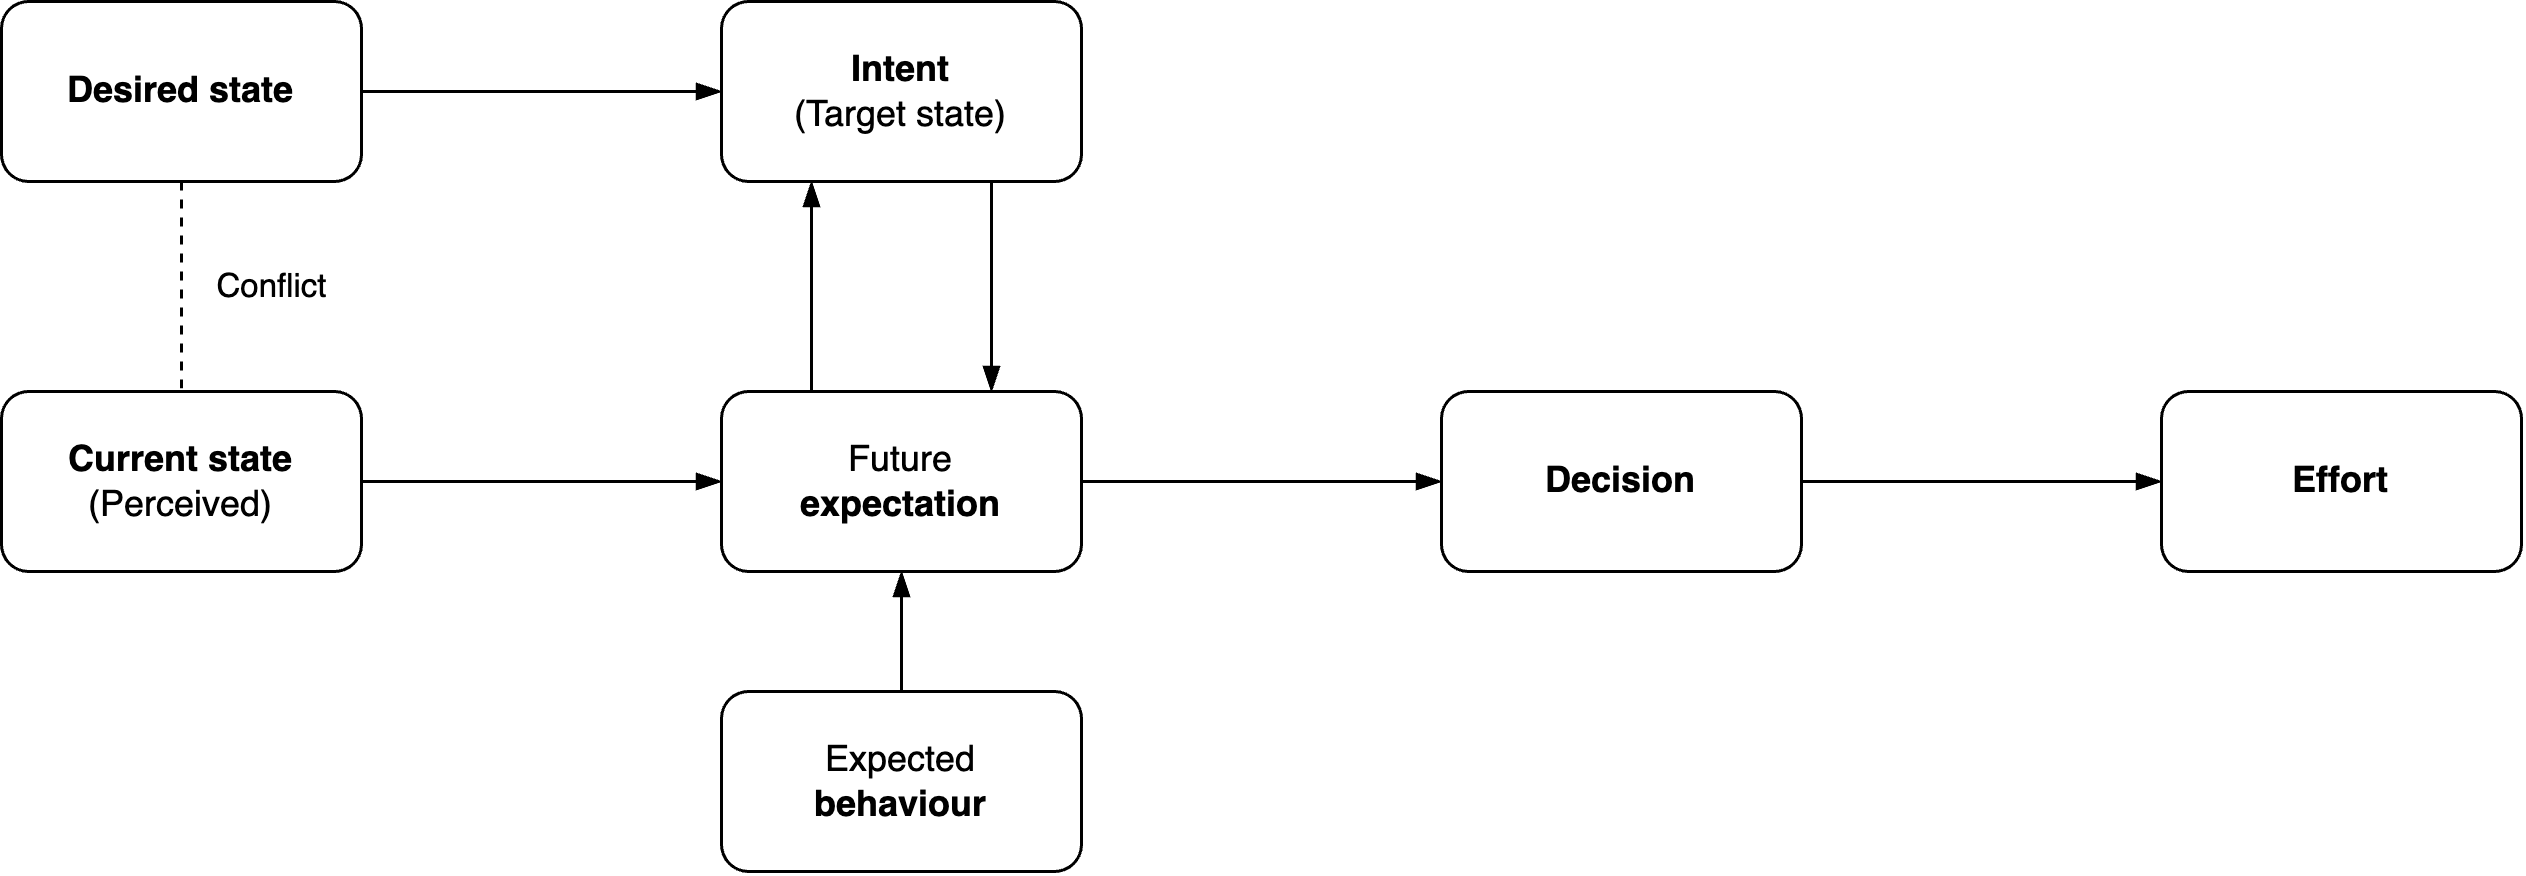 Desired state
Intent
(Target state)
Conflict
Current state
(Perceived)
Future
expectation
Decision
Effort
Expected
behaviour